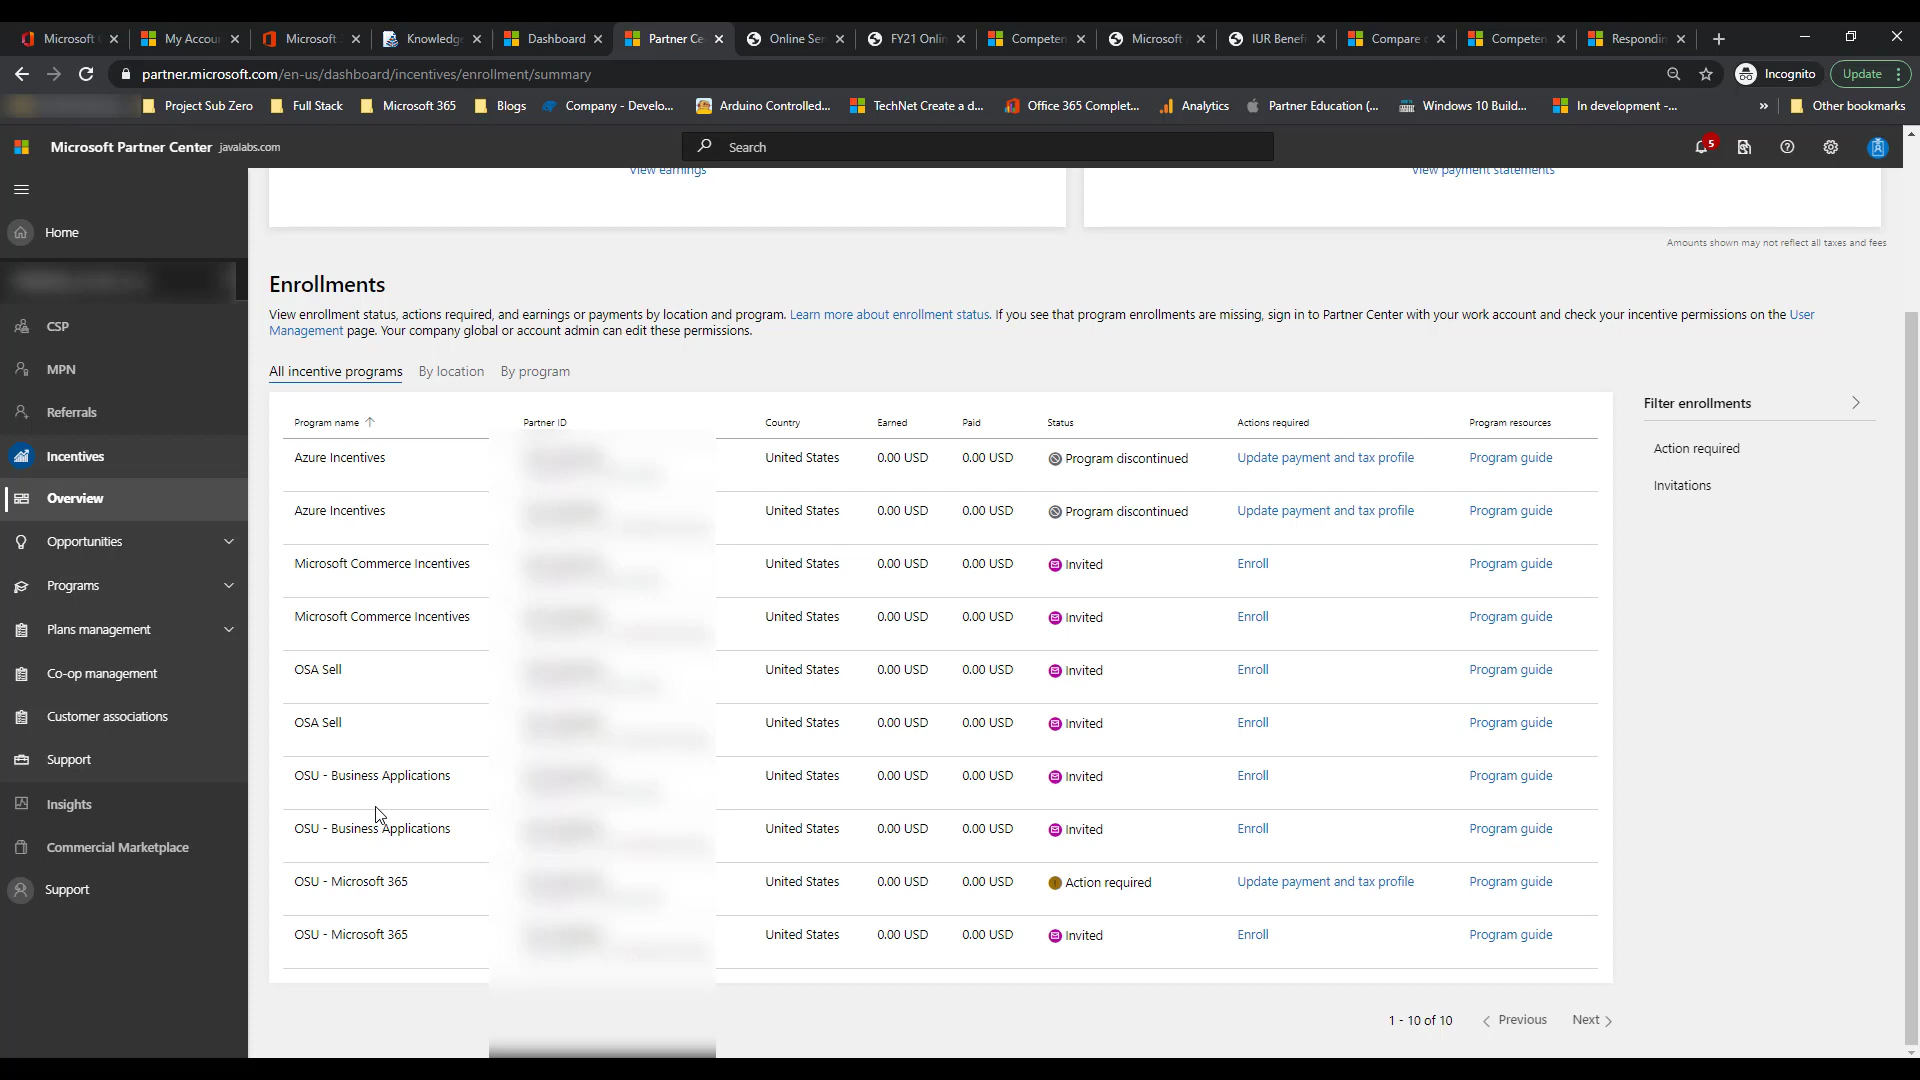 Microsoft
My Accou
Microsoft
Knowledg
Dashboard
Partner Ce
Online Ser
FY21 Onlin
Competen
Microsoft
IUR Benef
Compare
Competen
Respondin
partner.microsoft.com/en-us/dashboard/incentives/enrollment/summary
Incognito
Update
Project Sub Zero
Full Stack
Microsoft 365
Blogs
Company - Develo...
Arduino Controlled...
TechNet Create a d...
Office 365 Complet...
Analytics
Partner Education (...
Windows 10 Build...
In development -...
»
Other bookmarks
Microsoft Partner Center javalabs.com
Search
5
Home
CSP
MPN
Referrals
Incentives
Overview
Opportunities
Programs
Plans management
Co-op management
Customer associations
Support
Insights
Commercial Marketplace
Support
View earnings
View payment statements
Amounts shown may not reflect all taxes and fees
Enrollments
View enrollment status, actions required, and earnings or payments by location and program. Learn more about enrollment status. If you see that program enrollments are missing, sign in to Partner Center with your work account and check your incentive permissions on the User
Management page. Your company global or account admin can edit these permissions.
All incentive programs By location By program
Program name Partner ID Country Earned Paid Status Actions required Program resources
Azure Incentives United States 0.00 USD 0.00 USD Program discontinued Update payment and tax profile Program guide
Azure Incentives United States 0.00 USD 0.00 USD Program discontinued Update payment and tax profile Program guide
Microsoft Commerce Incentives United States 0.00 USD 0.00 USD Invited Enroll Program guide
Microsoft Commerce Incentives United States 0.00 USD 0.00 USD Invited Enroll Program guide
OSA Sell United States 0.00 USD 0.00 USD Invited Enroll Program guide
OSA Sell United States 0.00 USD 0.00 USD Invited Enroll Program guide
OSU - Business Applications United States 0.00 USD 0.00 USD Invited Enroll Program guide
OSU - Business Applications United States 0.00 USD 0.00 USD Invited Enroll Program guide
OSU - Microsoft 365 United States 0.00 USD 0.00 USD Action required Update payment and tax profile Program guide
OSU - Microsoft 365 United States 0.00 USD 0.00 USD Invited Enroll Program guide
1 - 10 of 10 Previous Next
Filter enrollments
Action required
Invitations